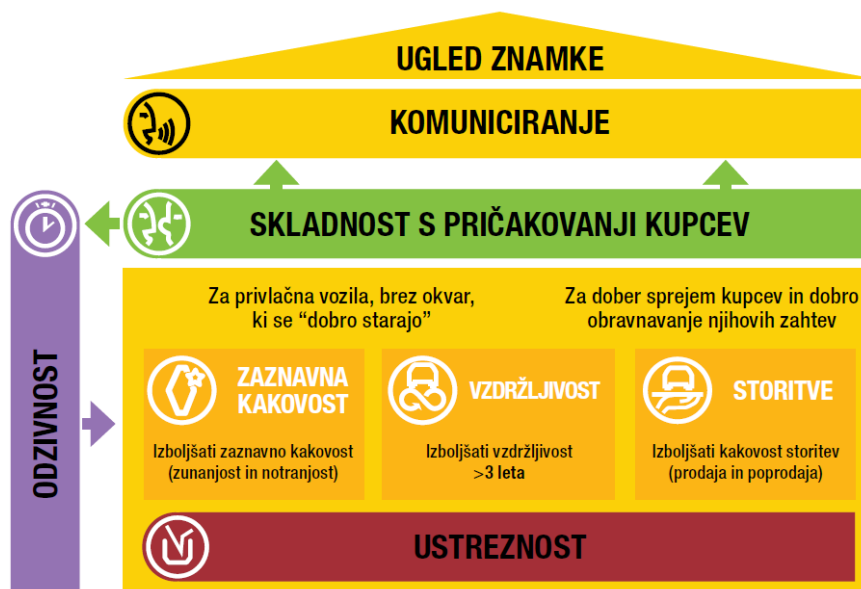 UGLED ZNAMKE
KOMUNICIRANJE
SKLADNOST S PRIČAKOVANJI KUPCEV
ODZIVNOST
Za privlačna vozila, brez okvar,
ki se “dobro starajo”
Za dober sprejem kupcev in dobro
obravnavanje njihovih zahtev
ZAZNAVNA
KAKOVOST
Izboljšati zaznavno kakovost
(zunanjost in notranjost)
VZDRŽLJIVOST
Izboljšati vzdržljivost
>3 leta
STORITVE
Izboljšati kakovost storitev
(prodaja in poprodaja)
USTREZNOST